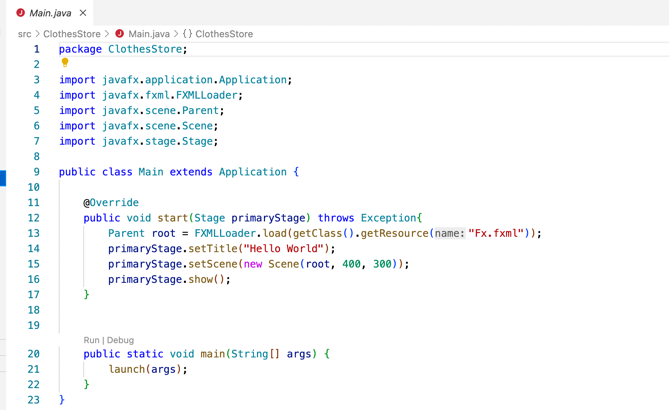 Main.java ×
src > ClothesStore > Main.java > {} ClothesStore
1 package ClothesStore;
2
3 import javafx.application.Application;
4 import javafx.fxml.FXMLLoader;
5 import javafx.scene.Parent;
6 import javafx.scene.Scene;
7 import javafx.stage.Stage;
8
9 public class Main extends Application {
10
11 @Override
12 public void start(Stage primaryStage) throws Exception{
13 Parent root = FXMLLoader.load(getClass().getResource(name:"Fx.fxml"));
14 primaryStage.setTitle("Hello World");
15 primaryStage.setScene(new Scene(root, 400, 300));
16 primaryStage.show();
17 }
18
19
Run | Debug
20 public static void main(String[] args) {
21 launch(args);
22 }
23 }